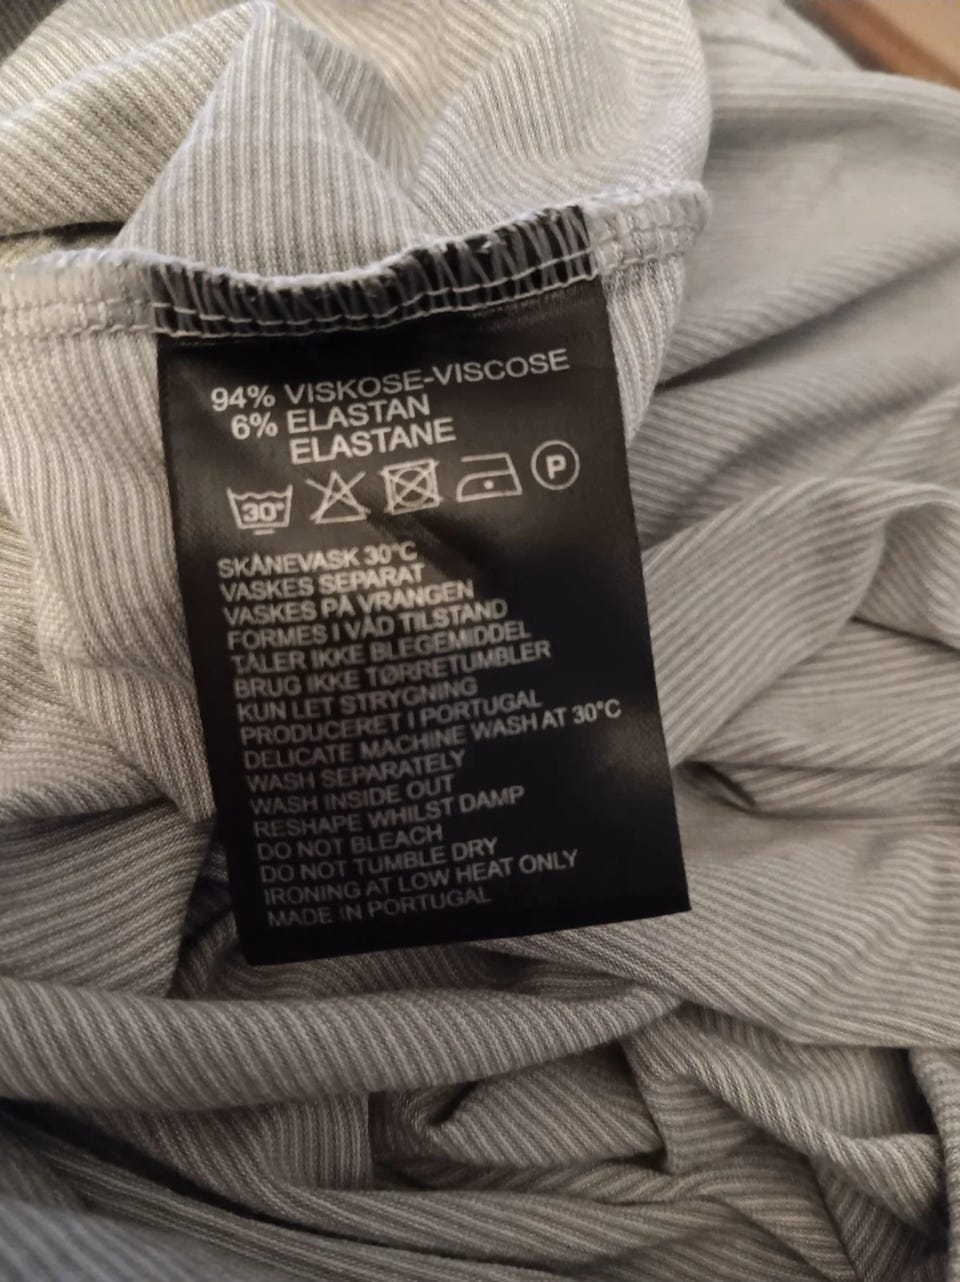 94% VISKOSE-VISCOSE
6% ELASTAN
ELASTANE
30° P
SKÅNEVASK 30°C
VASKES SEPARAT
VASKES PÅ VRANGEN
FORMES I VÅD TILSTAND
TÅLER IKKE BLEGEMIDDEL
BRUG IKKE TØRRETUMBLER
KUN LET STRYGNING
PRODUCERET I PORTUGAL
DELICATE MACHINE WASH AT 30°C
WASH SEPARATELY
WASH INSIDE OUT
RESHAPE WHILST DAMP
DO NOT BLEACH
DO NOT TUMBLE DRY
IRONING AT LOW HEAT ONLY
MADE IN PORTUGAL